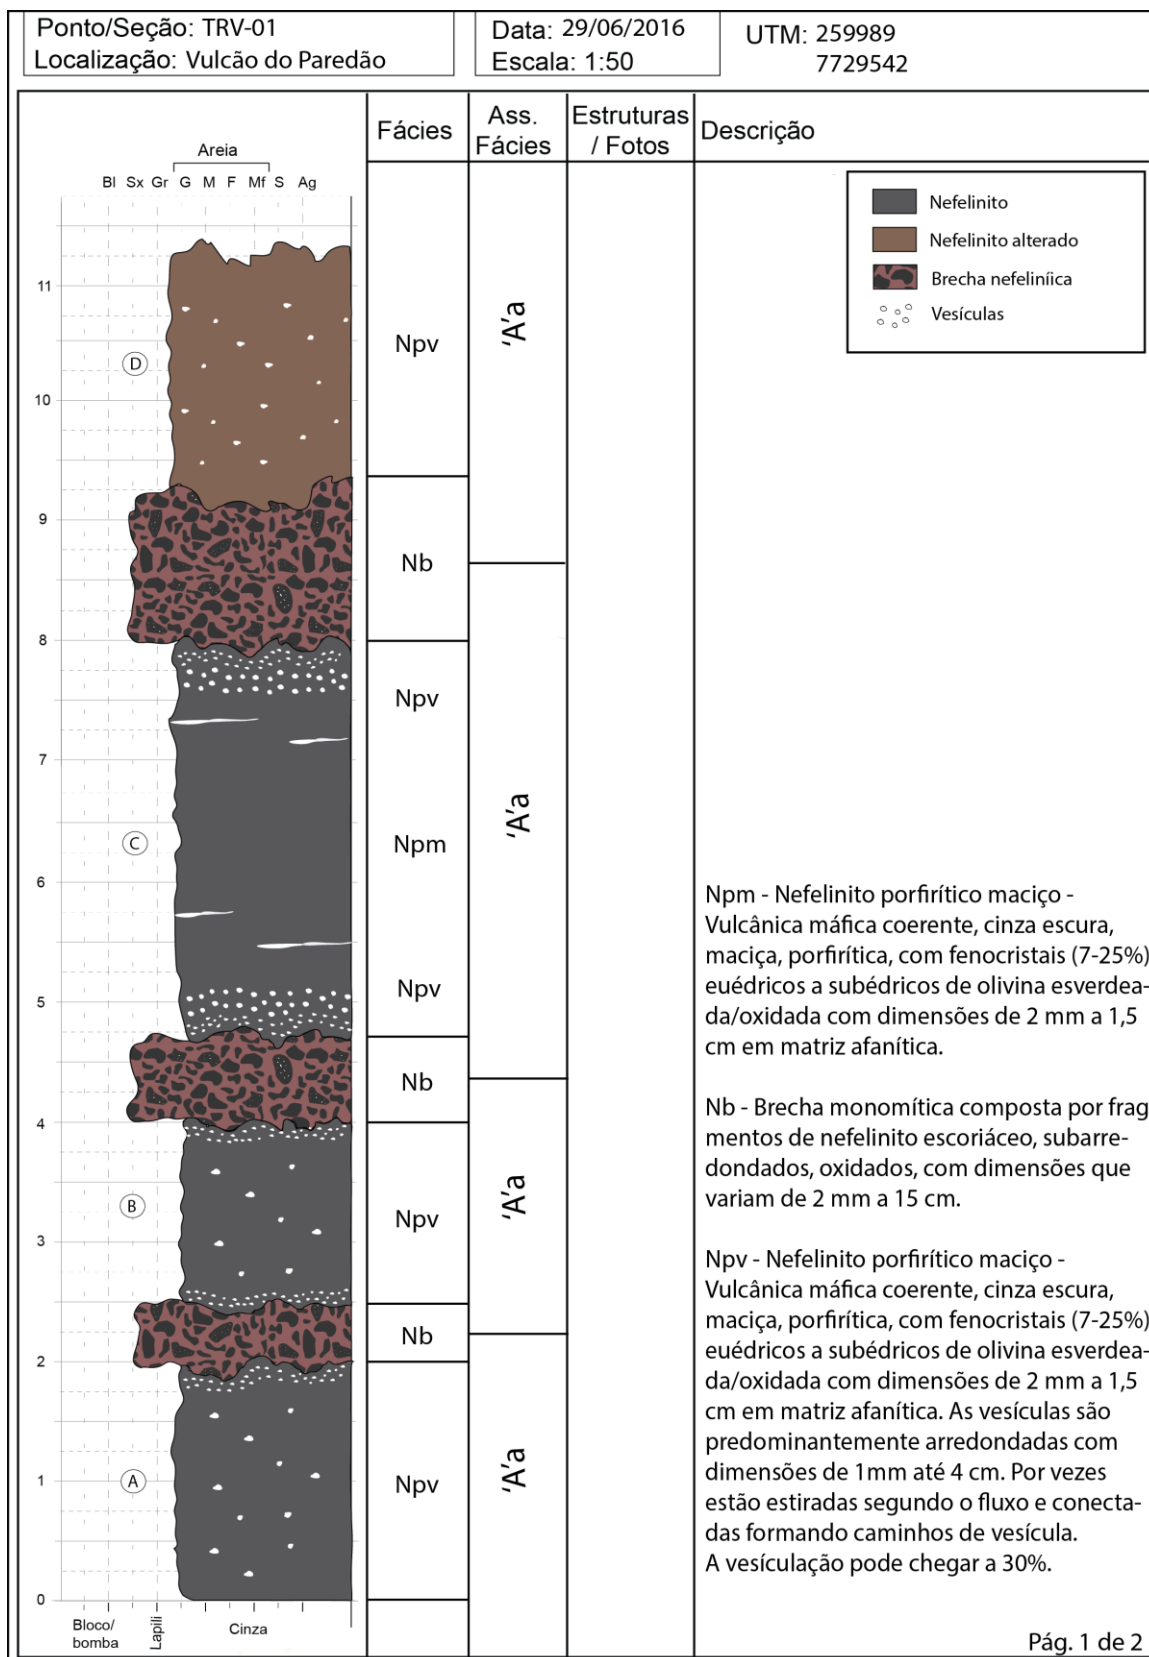 Ponto/Seção: TRV-01
Localização: Vulcão do Paredão
Data: 29/06/2016
Escala: 1:50
UTM: 259989
7729542
Fácies
Ass.
Fácies
Estruturas
/ Fotos
Descrição
Areia
Bl Sx Gr G M F Mf S Ag
Nefelinito
Nefelinito alterado
Brecha nefeliníica
Vesículas
11
10
9
8
7
6
5
4
3
2
1
0
D
C
B
A
Npv
Nb
Npv
Npm
Npv
Nb
Npv
Nb
Npv
'A'a
'A'a
'A'a
'A'a
Npm - Nefelinito porfirítico maciço -
Vulcânica máfica coerente, cinza escura,
maciça, porfirítica, com fenocristais (7-25%)
euédricos a subédricos de olivina esverdea-
da/oxidada com dimensões de 2 mm a 1,5
cm em matriz afanítica.
Nb - Brecha monomítica composta por frag
mentos de nefelinito escoriáceo, subarre-
dondados, oxidados, com dimensões que
variam de 2 mm a 15 cm.
Npv - Nefelinito porfirítico maciço -
Vulcânica máfica coerente, cinza escura,
maciça, porfirítica, com fenocristais (7-25%)
euédricos a subédricos de olivina esverdea-
da/oxidada com dimensões de 2 mm a 1,5
cm em matriz afanítica. As vesículas são
predominantemente arredondadas com
dimensões de 1mm até 4 cm. Por vezes
estão estiradas segundo o fluxo e conecta-
das formando caminhos de vesícula.
A vesículação pode chegar a 30%.
Bloco/
bomba
Lapili
Cinza
Pág. 1 de 2